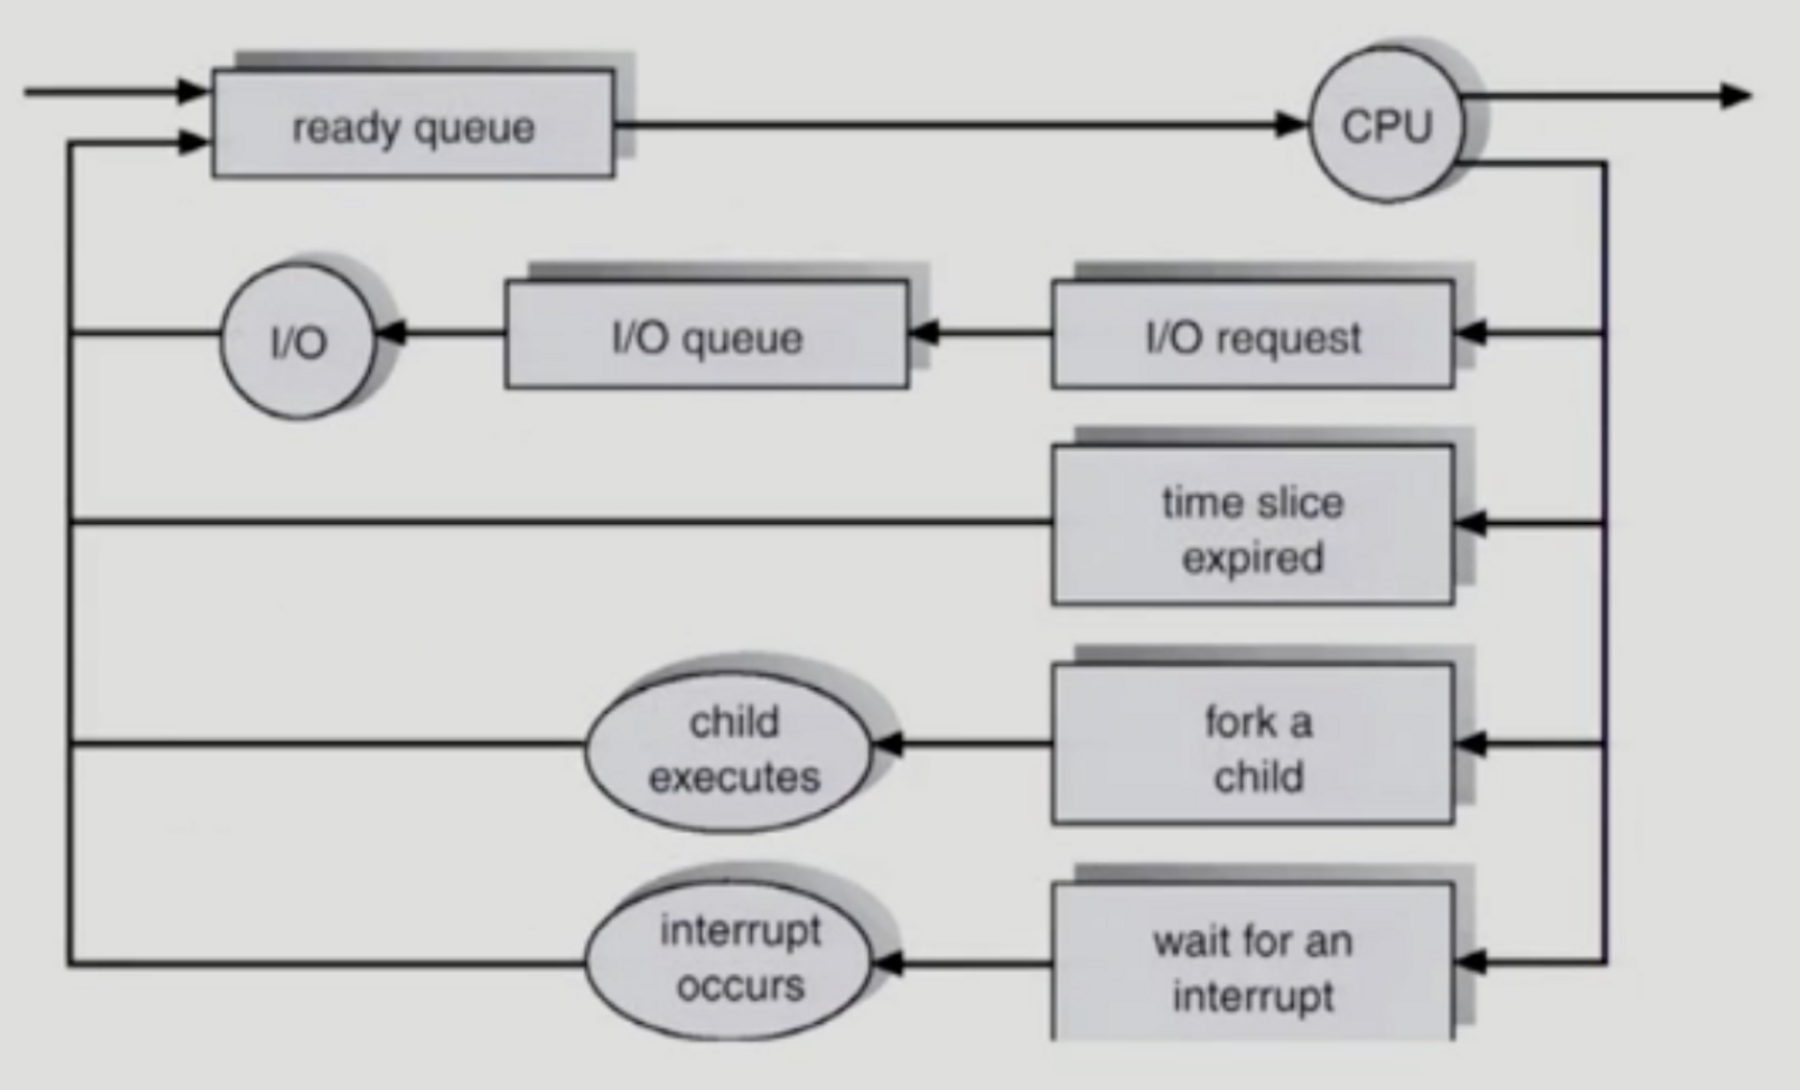 ready queue
CPU
I/O
I/O queue
I/O request
time slice
expired
child
executes
fork a
child
interrupt
occurs
wait for an
interrupt